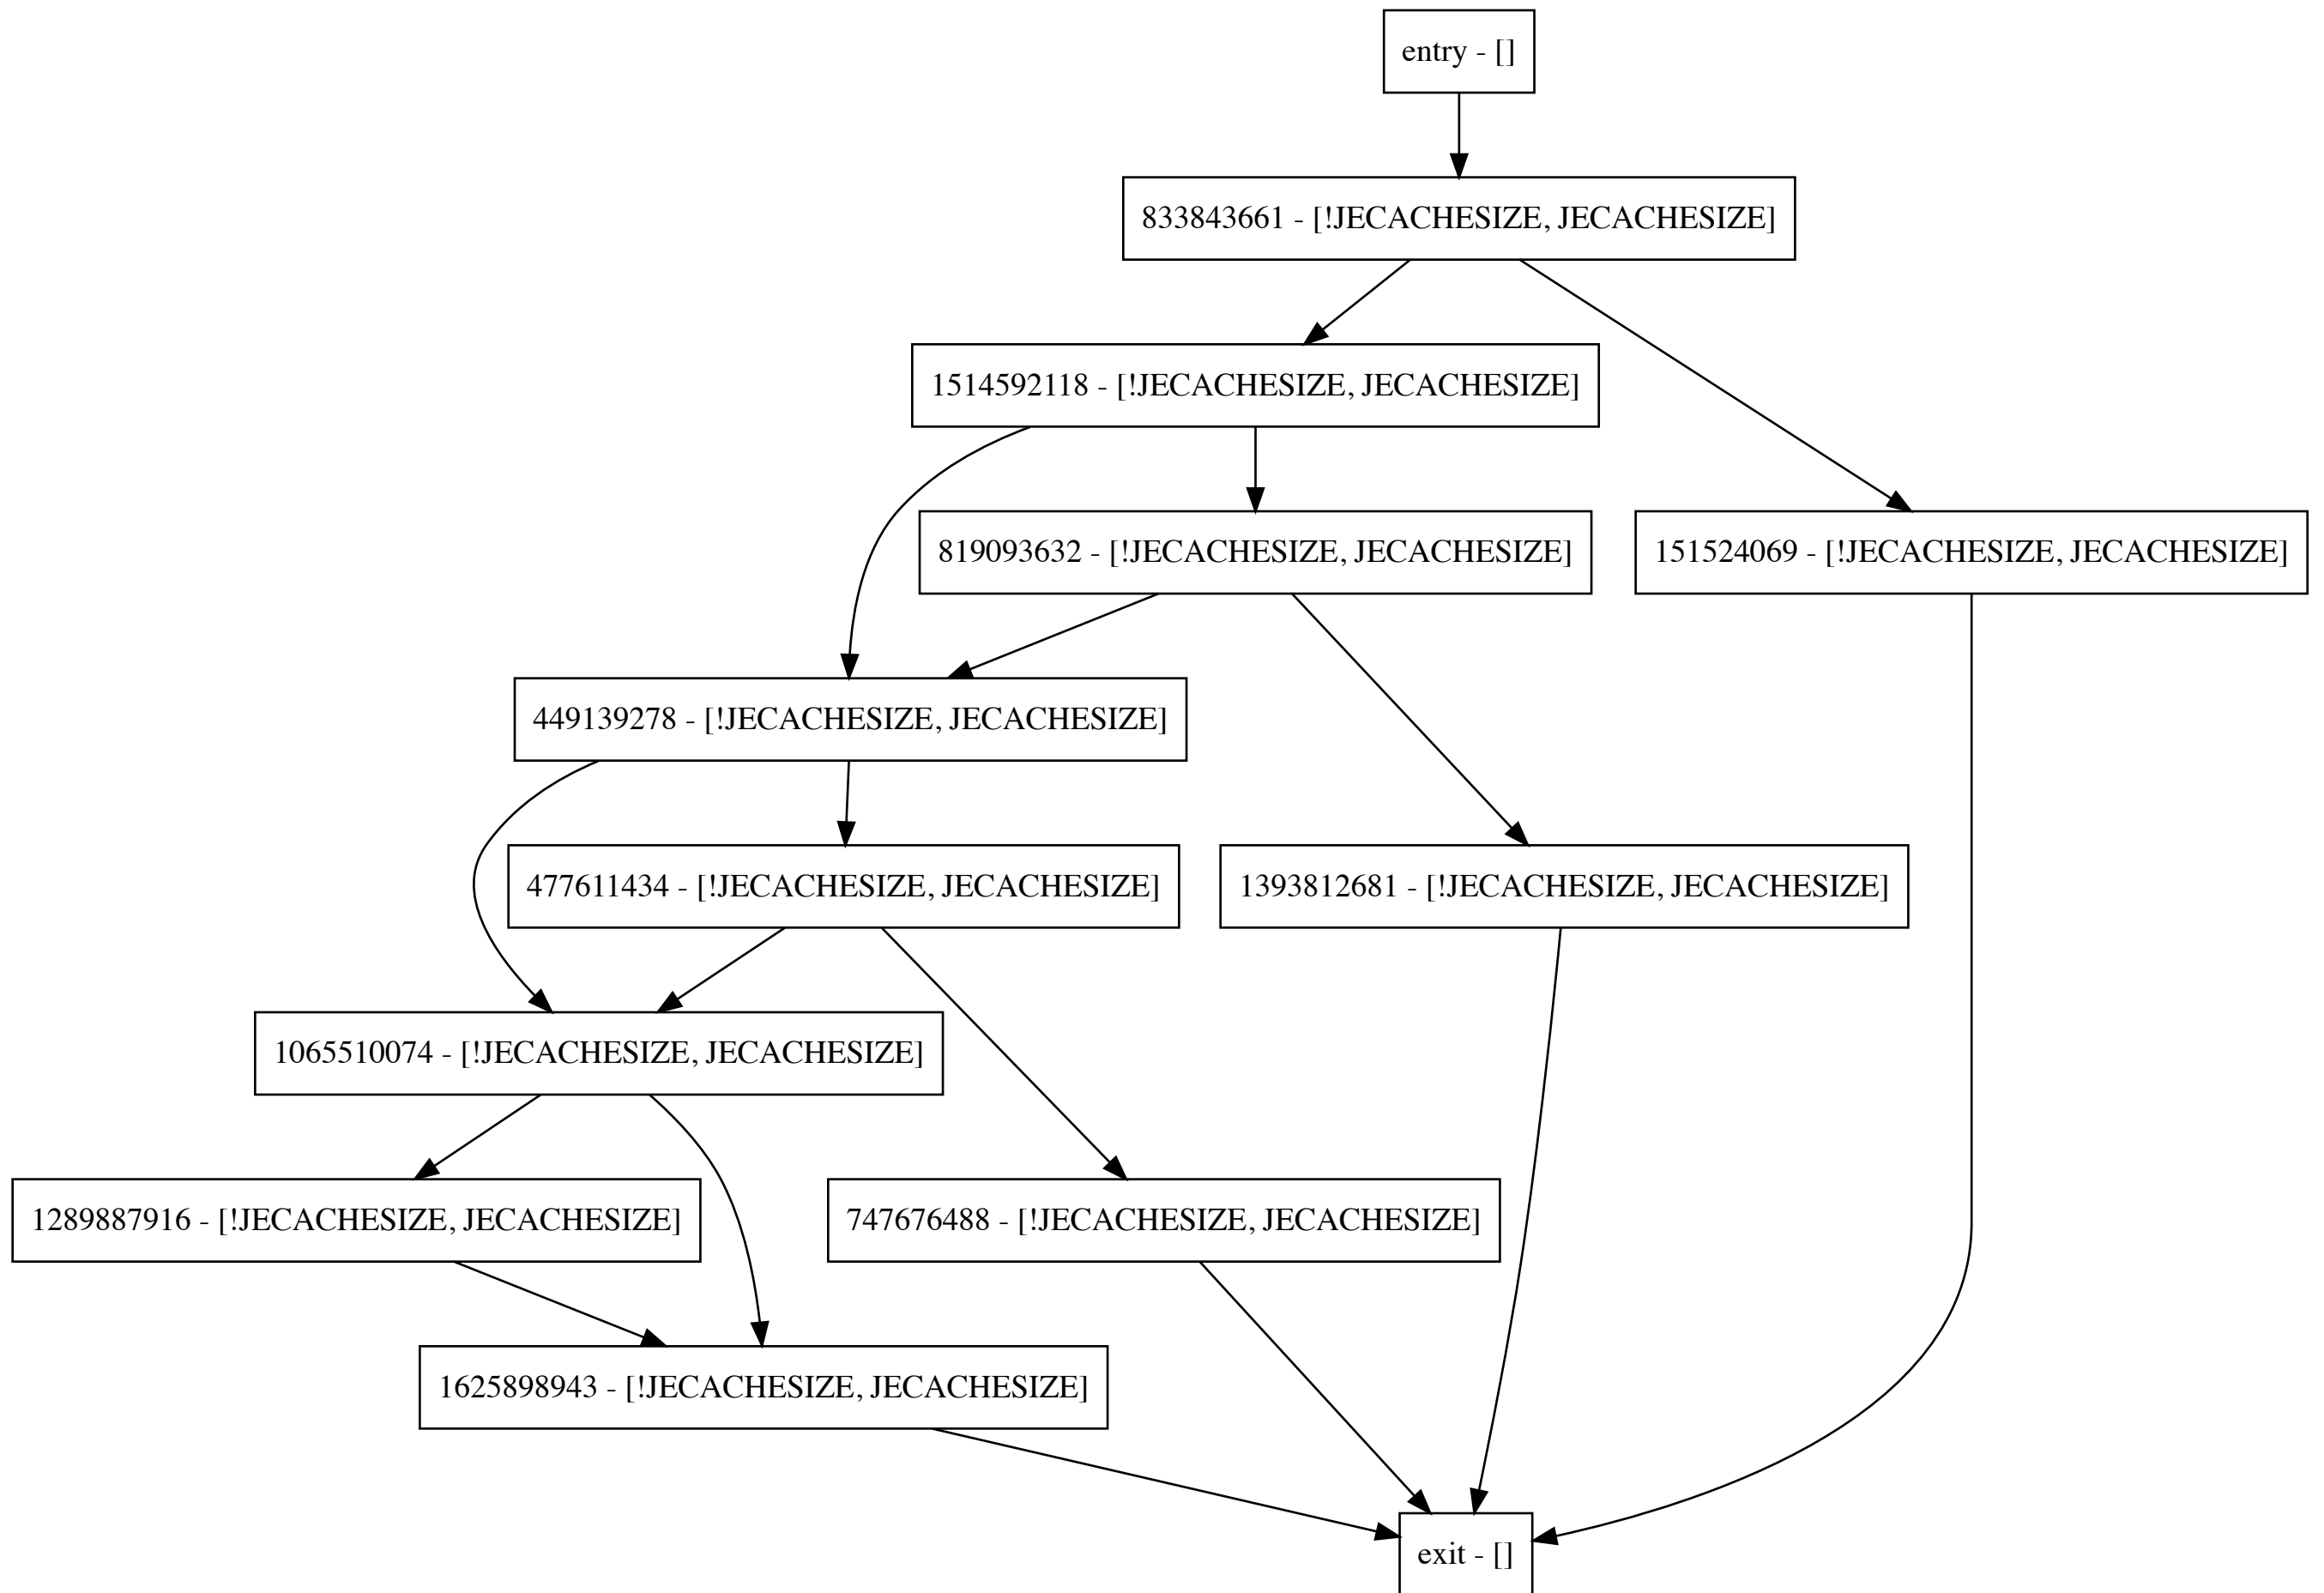 entry - []
833843661 - [!JECACHESIZE, JECACHESIZE]
1514592118 - [!JECACHESIZE, JECACHESIZE]
819093632 - [!JECACHESIZE, JECACHESIZE]
151524069 - [!JECACHESIZE, JECACHESIZE]
449139278 - [!JECACHESIZE, JECACHESIZE]
477611434 - [!JECACHESIZE, JECACHESIZE]
1393812681 - [!JECACHESIZE, JECACHESIZE]
1065510074 - [!JECACHESIZE, JECACHESIZE]
1289887916 - [!JECACHESIZE, JECACHESIZE]
747676488 - [!JECACHESIZE, JECACHESIZE]
1625898943 - [!JECACHESIZE, JECACHESIZE]
exit - []